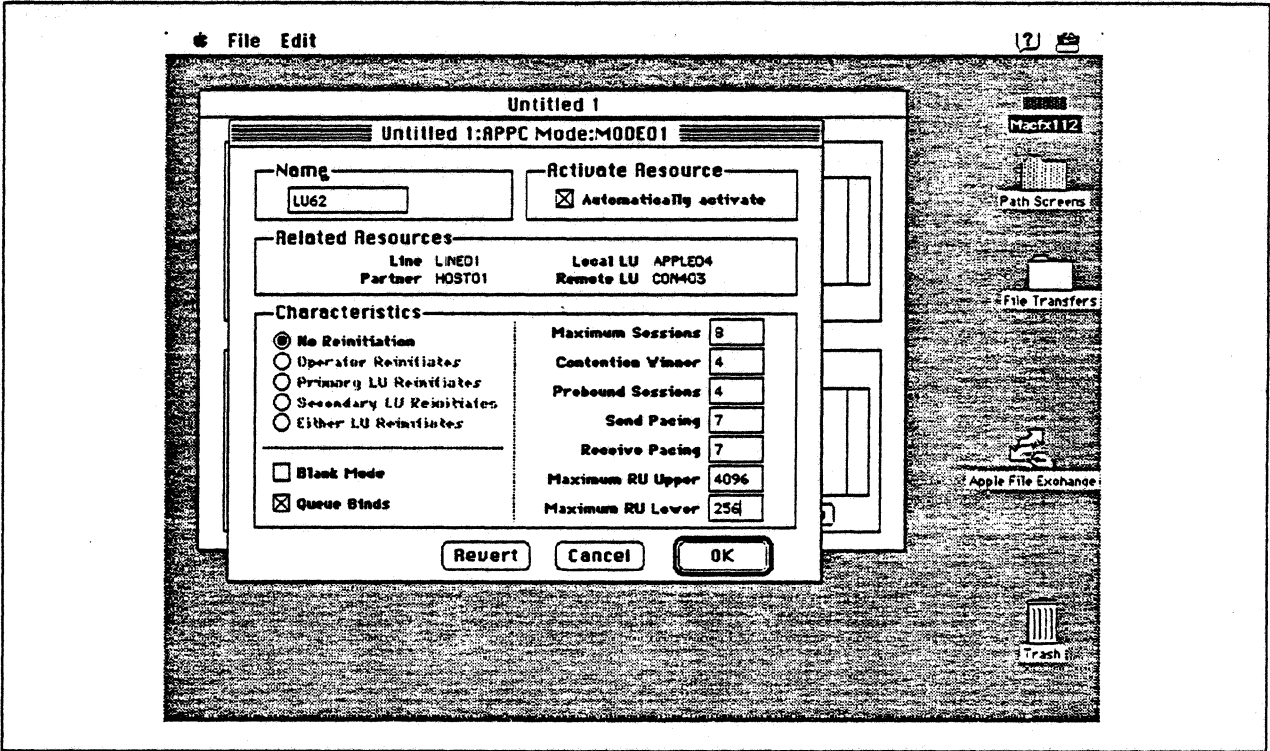 File Edit
Untitled 1
Untitled 1:APPC Mode:MODE01
Macfx112
Path Screens
File Transfers
Apple File Exchange
Trash
Name
LU62
Activate Resource
Automatically activate
Related Resources
Line LINE01
Local LU APPLE04
Partner HOST01
Remote LU CON4G3
Characteristics
No Reinitiation
Operator Reinitiates
Primary LU Reinitiates
Secondary LU Reinitiates
Either LU Reinitiates
Blank Mode
Queue Binds
Maximum Sessions 8
Contention Winner 4
Prebound Sessions 4
Send Pacing 7
Receive Pacing 7
Maximum RU Upper 4096
Maximum RU Lower 256
Revert Cancel OK